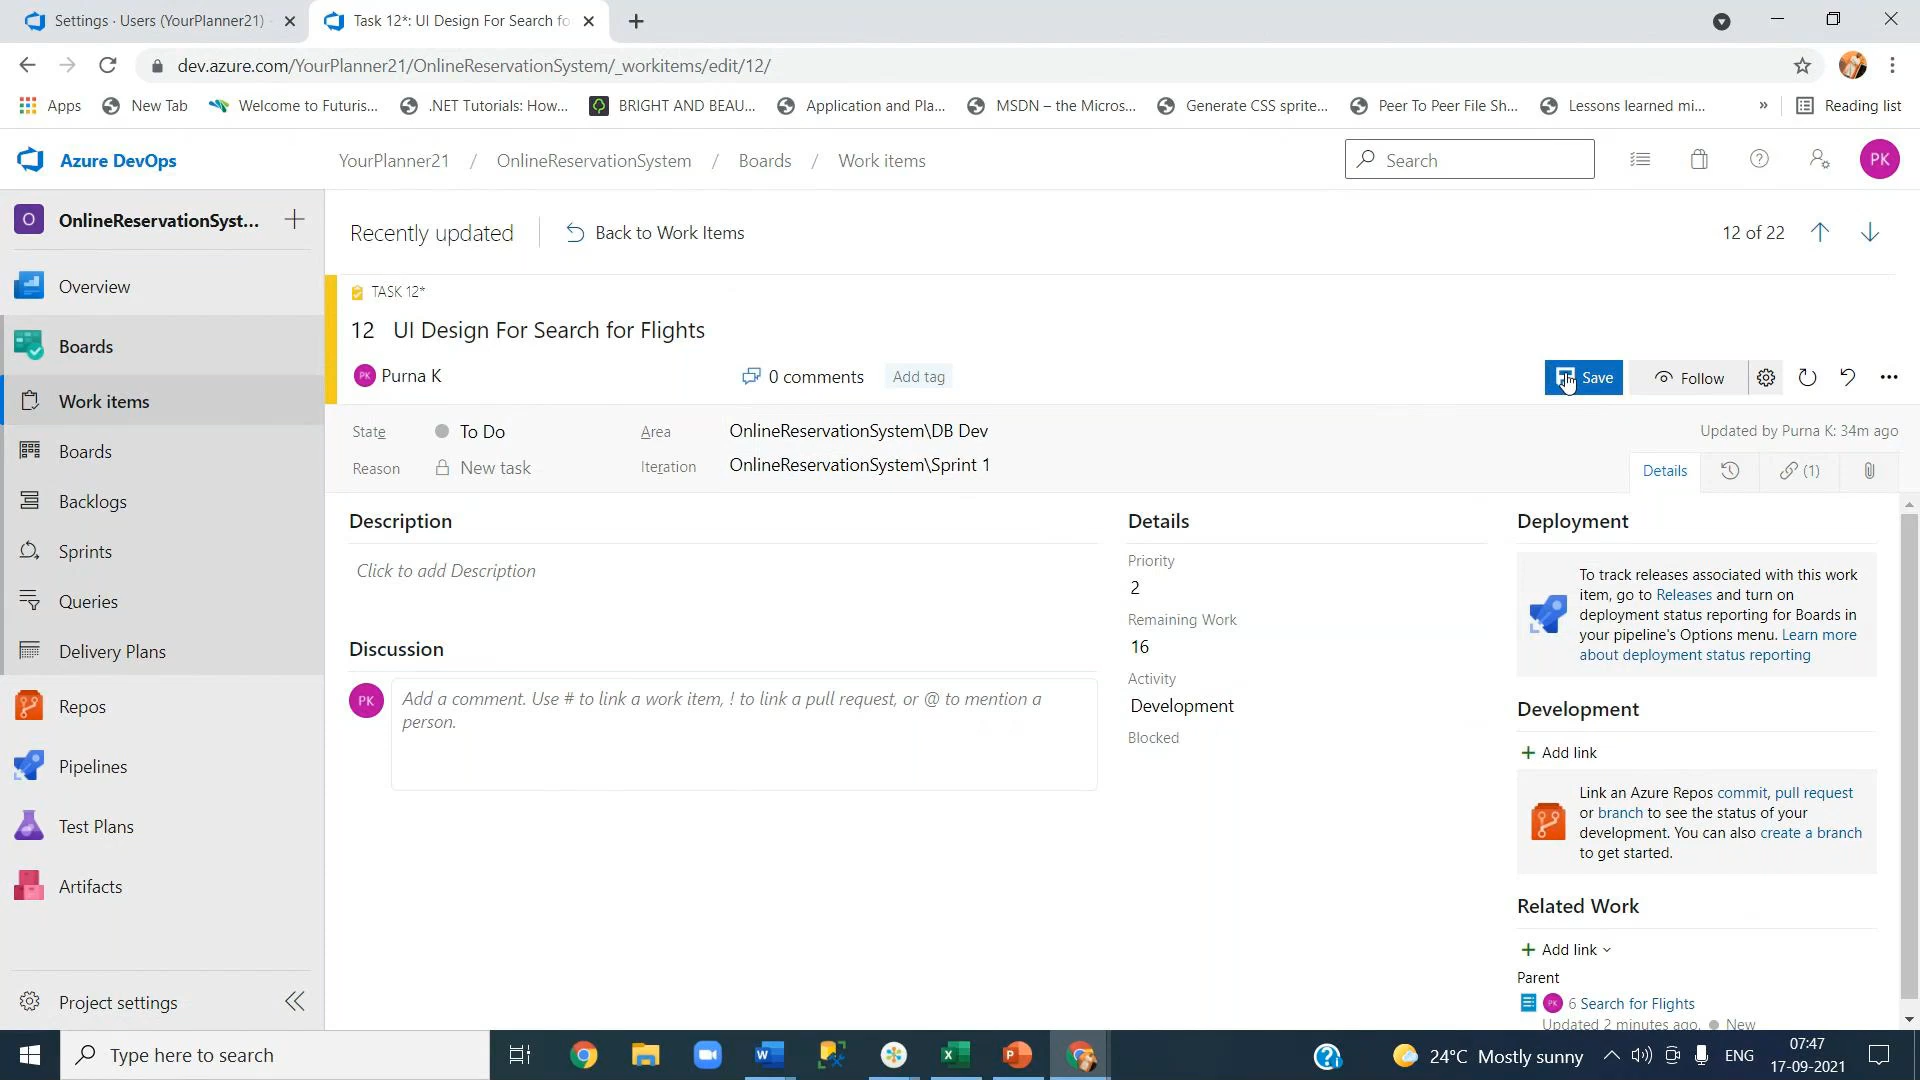 Settings · Users (YourPlanner21) -
Task 12*: UI Design For Search fo
dev.azure.com/YourPlanner21/OnlineReservationSystem/_workitems/edit/12/
Apps
New Tab
Welcome to Futuris...
.NET Tutorials: How...
BRIGHT AND BEAU...
Application and Pla...
MSDN – the Micros...
Generate CSS sprite...
Peer To Peer File Sh...
Lessons learned mi...
»
Reading list
Azure DevOps
YourPlanner21 / OnlineReservationSystem / Boards / Work items
Search
PK
O OnlineReservationSyst...
Overview
Boards
Work items
Boards
Backlogs
Sprints
Queries
Delivery Plans
Repos
Pipelines
Test Plans
Artifacts
Project settings
Recently updated
Back to Work Items
12 of 22
TASK 12*
12 UI Design For Search for Flights
PK Purna K
0 comments
Add tag
Save
Follow
State
To Do
Area
OnlineReservationSystem\DB Dev
Updated by Purna K: 34m ago
Reason
New task
Iteration
OnlineReservationSystem\Sprint 1
Details
(1)
Description
Click to add Description
Discussion
PK
Add a comment. Use # to link a work item, ! to link a pull request, or @ to mention a
person.
Details
Priority
2
Remaining Work
16
Activity
Development
Blocked
Deployment
To track releases associated with this work
item, go to Releases and turn on
deployment status reporting for Boards in
your pipeline's Options menu. Learn more
about deployment status reporting
Development
Add link
Link an Azure Repos commit, pull request
or branch to see the status of your
development. You can also create a branch
to get started.
Related Work
Add link
Parent
PK 6 Search for Flights
Updated 2 minutes ago. New
Type here to search
24°C Mostly sunny
ENG
07:47
17-09-2021